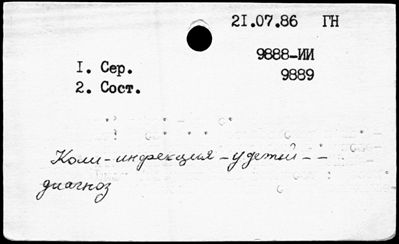 21.07.86 ГН
9888-ИИ
1. Сер.
9889
2. Сост.
Коли-инфекция - у детей --
диагноз